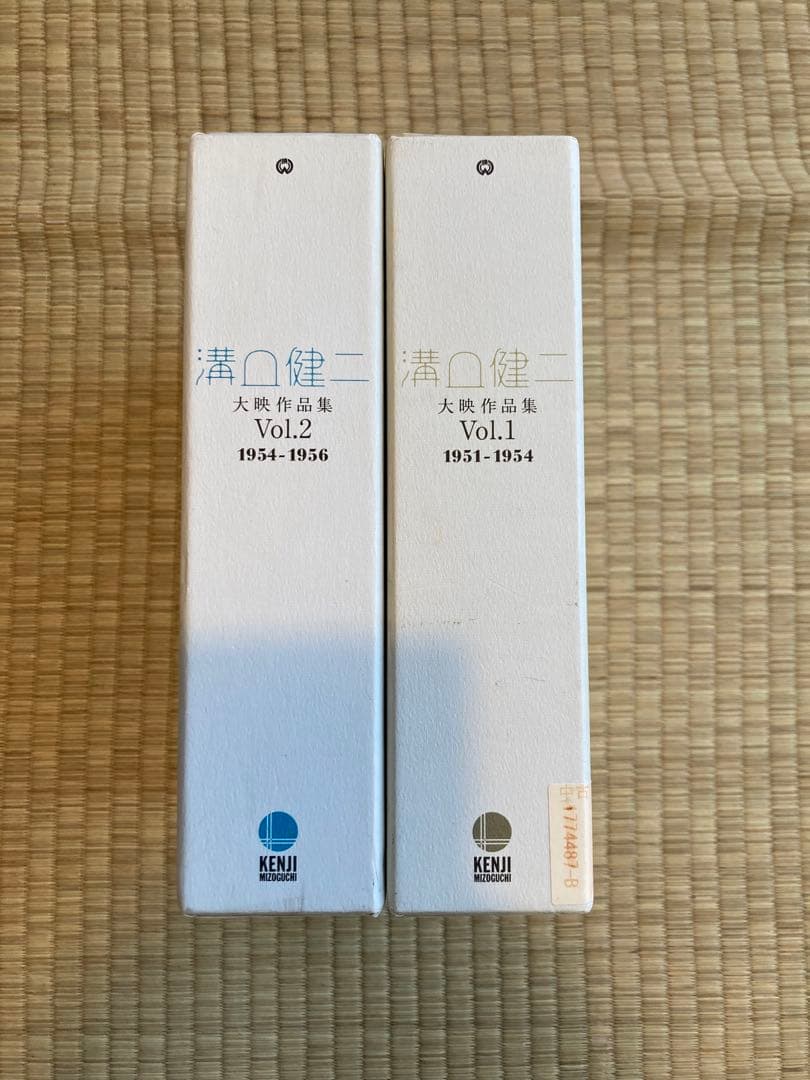 溝口健二
大映作品集
Vol.2
1954-1956
KENJI
MIZOGUCHI
溝口健二
大映作品集
Vol.1
1951-1954
KENJI
MIZOGUCHI
中古
1774487-B